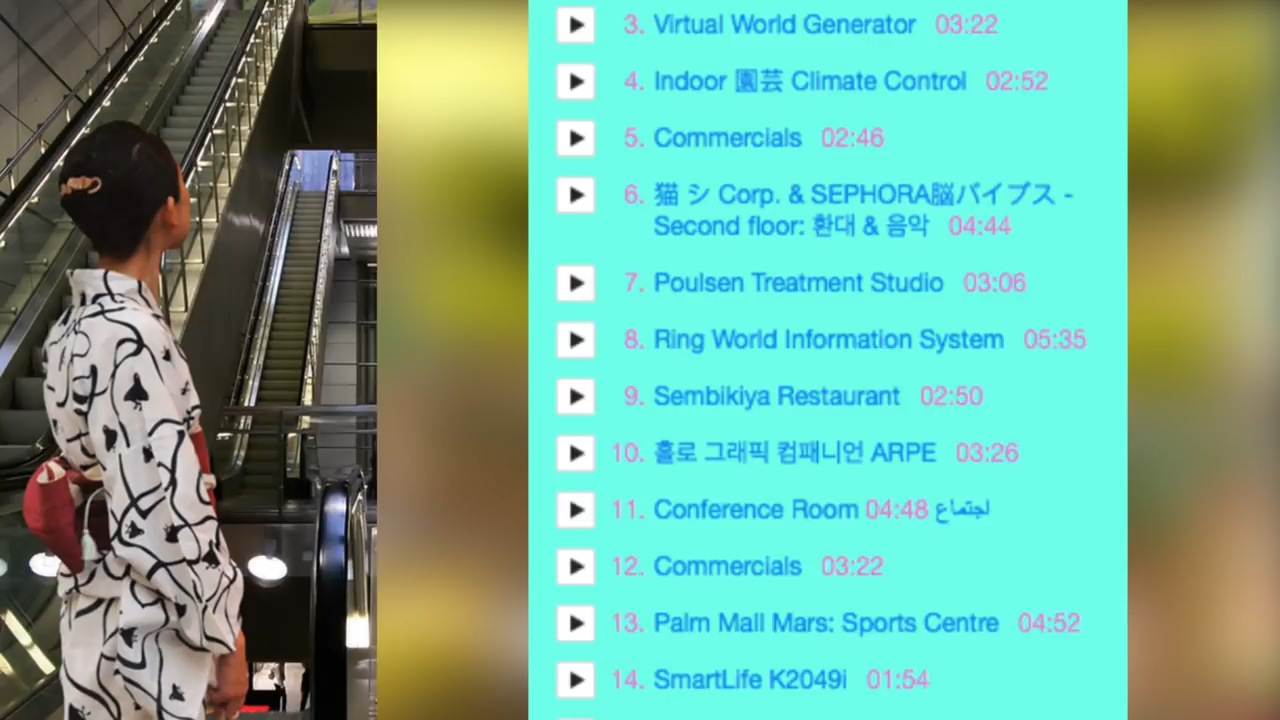 3. Virtual World Generator 03:22
4. Indoor 園芸 Climate Control 02:52
5. Commercials 02:46
6. 猫 シ Corp. & SEPHORA脳バイブス -
Second floor: 환대 & 음악 04:44
7. Poulsen Treatment Studio 03:06
8. Ring World Information System 05:35
9. Sembikiya Restaurant 02:50
10. 홀로 그래픽 컴패니언 ARPE 03:26
11. Conference Room 04:48 لجتماع
12. Commercials 03:22
13. Palm Mall Mars: Sports Centre 04:52
14. SmartLife K2049i 01:54